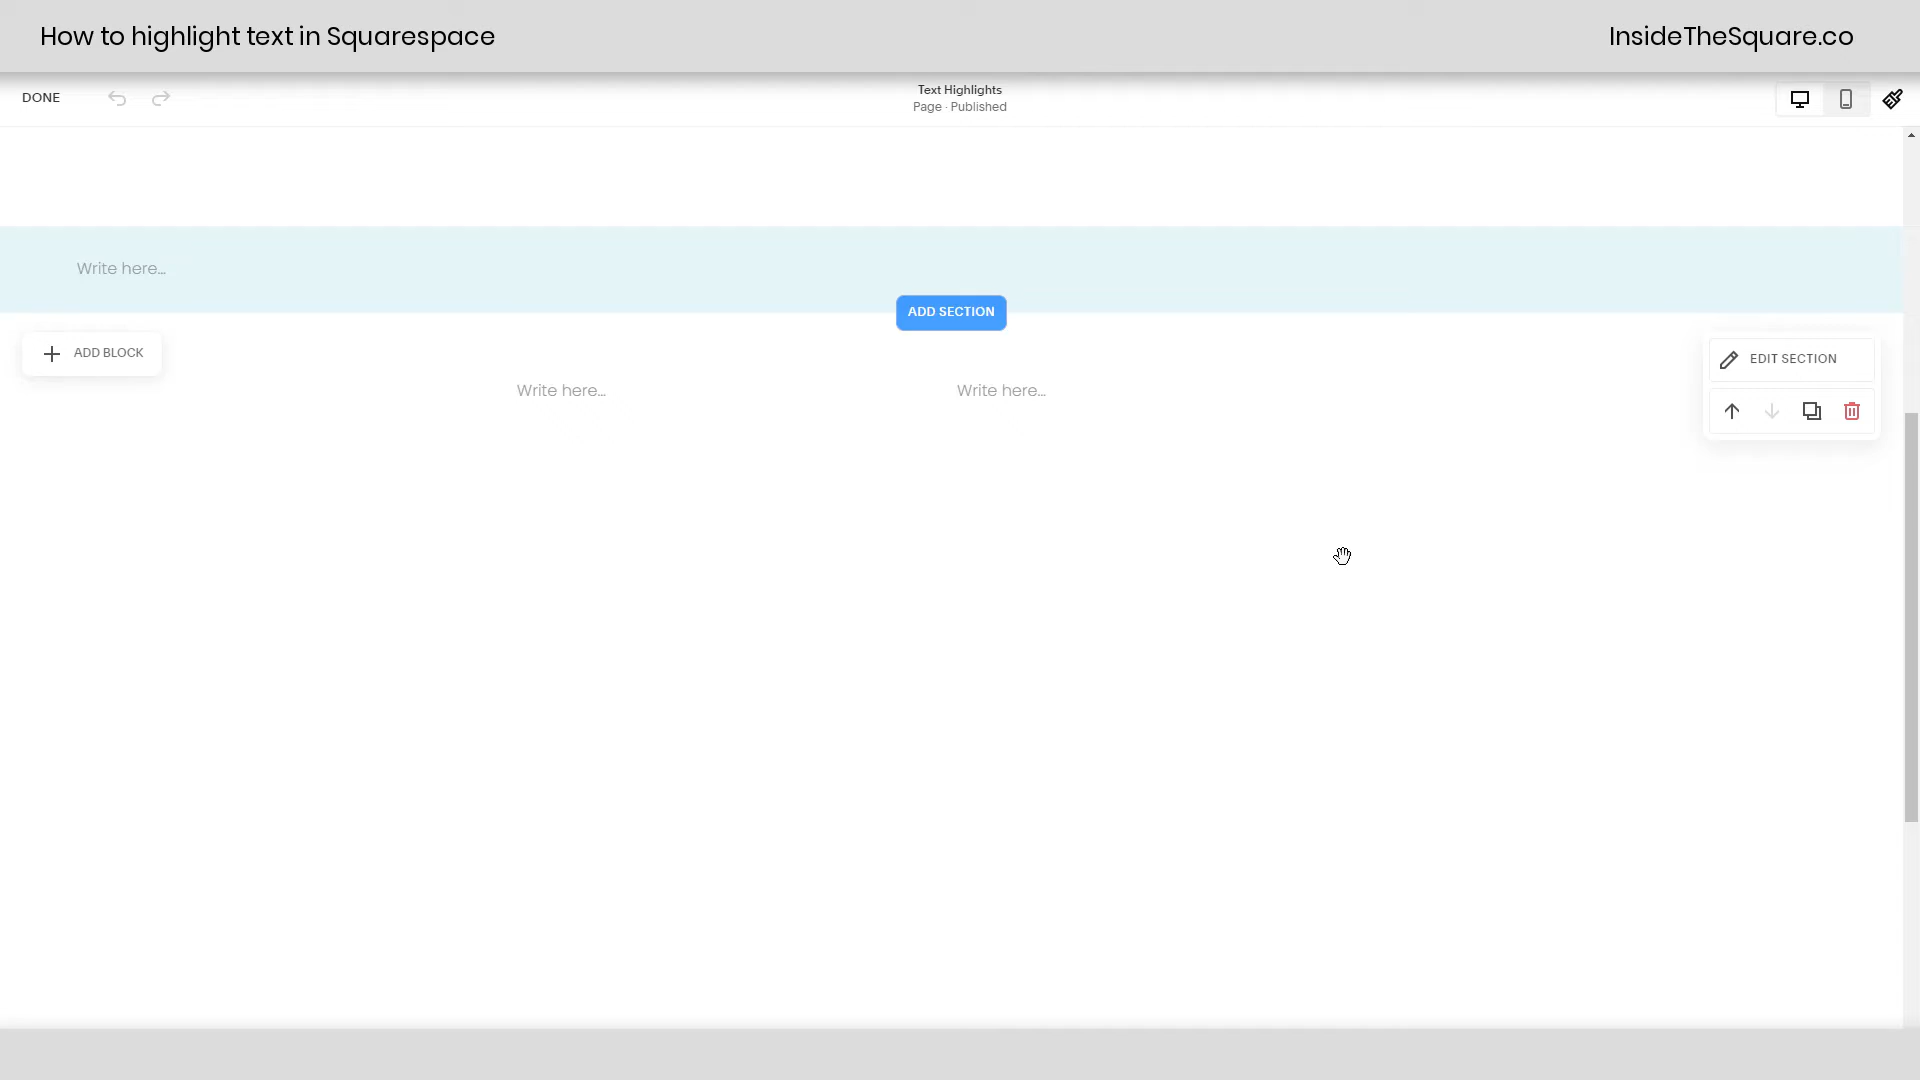 How to highlight text in Squarespace
InsideTheSquare.co
DONE
Text Highlights
Page · Published
Write here...
ADD SECTION
ADD BLOCK
EDIT SECTION
Write here...
Write here...